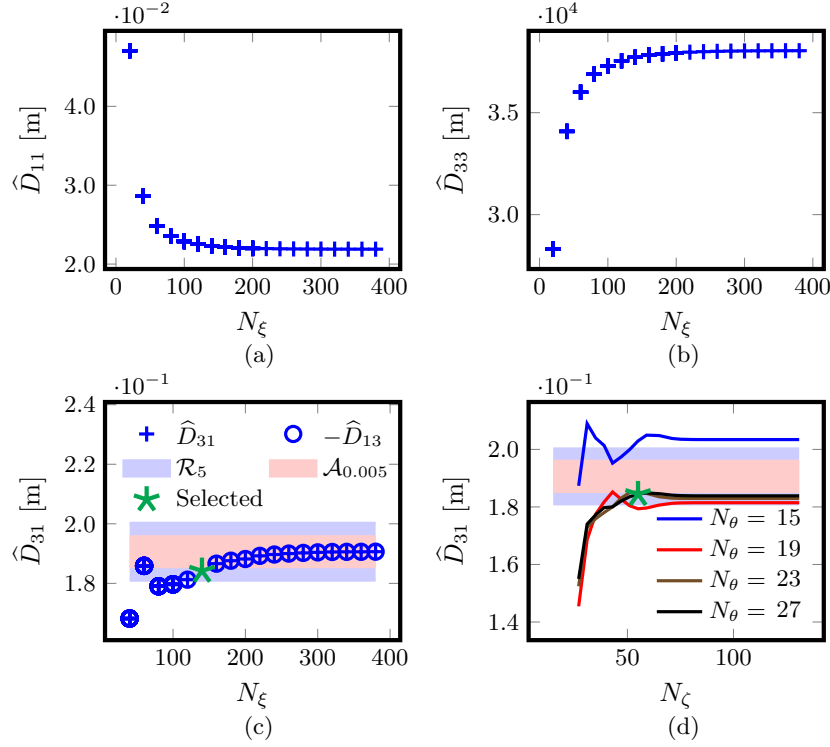 ·10⁻²
4.0
3.0
2.0
0 100 200 300 400
D̂₁₁ [m]
N_ξ
(a)
·10⁴
3.5
3.0
0 100 200 300 400
D̂₃₃ [m]
N_ξ
(b)
·10⁻¹
2.4
2.2
2.0
1.8
100 200 300 400
D̂₃₁ [m]
N_ξ
D̂₃₁ −D̂₁₃
R₅ A₀.₀₀₅
Selected
(c)
·10⁻¹
2.0
1.8
1.6
1.4
50 100
D̂₃₁ [m]
N_ζ
N_θ = 15
N_θ = 19
N_θ = 23
N_θ = 27
(d)